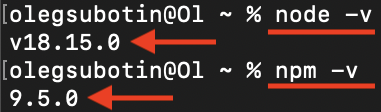 [olegsubotin@Ol ~ % node -v
v18.15.0
[olegsubotin@Ol ~ % npm -v
9.5.0